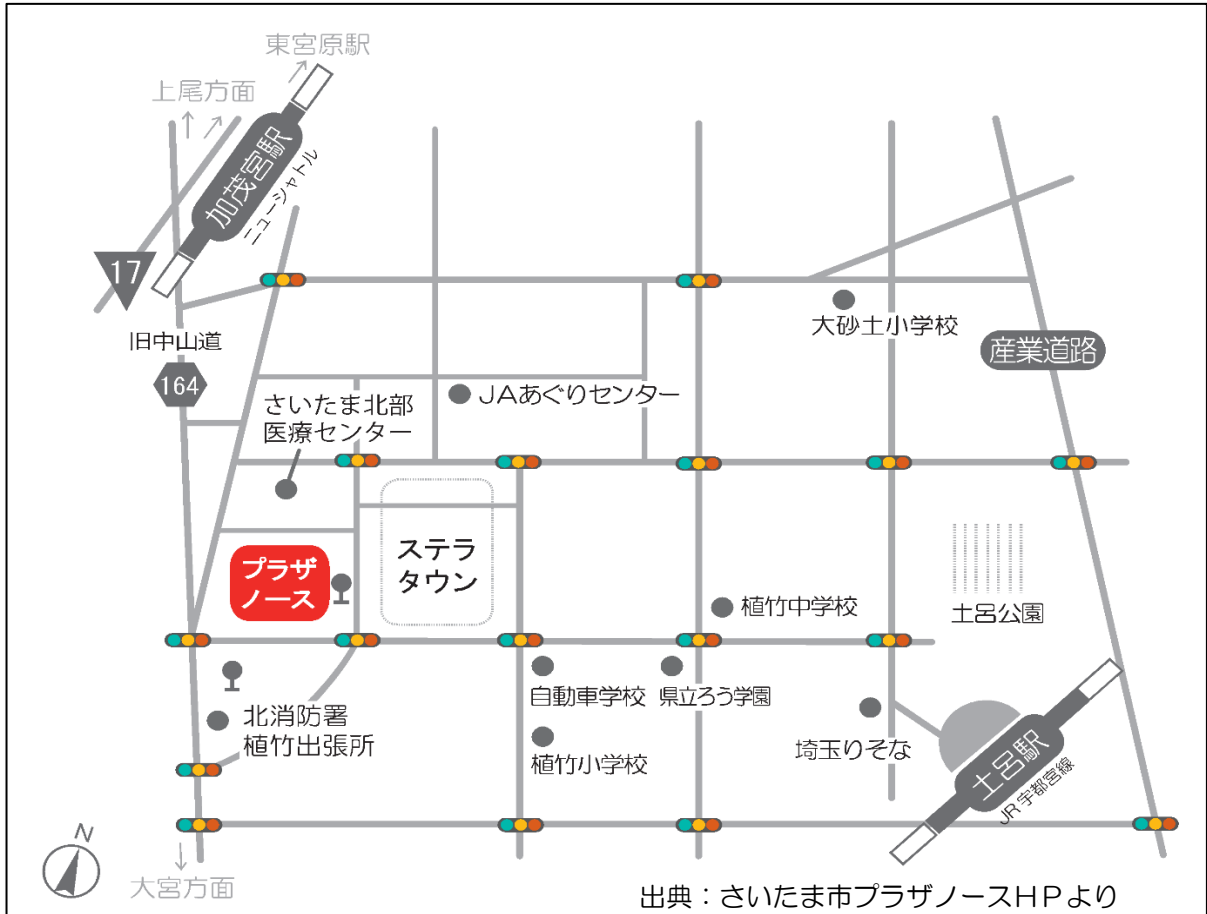 東宮原駅
上尾方面
加茂宮駅
ニューシャトル
17
旧中山道
164
大砂土小学校
産業道路
JAあぐりセンター
さいたま北部
医療センター
プラザ
ノース
ステラ
タウン
植竹中学校
土呂公園
自動車学校
県立ろう学園
北消防署
植竹出張所
植竹小学校
埼玉りそな
土呂駅
JR宇都宮線
N
大宮方面
出典：さいたま市プラザノースHPより